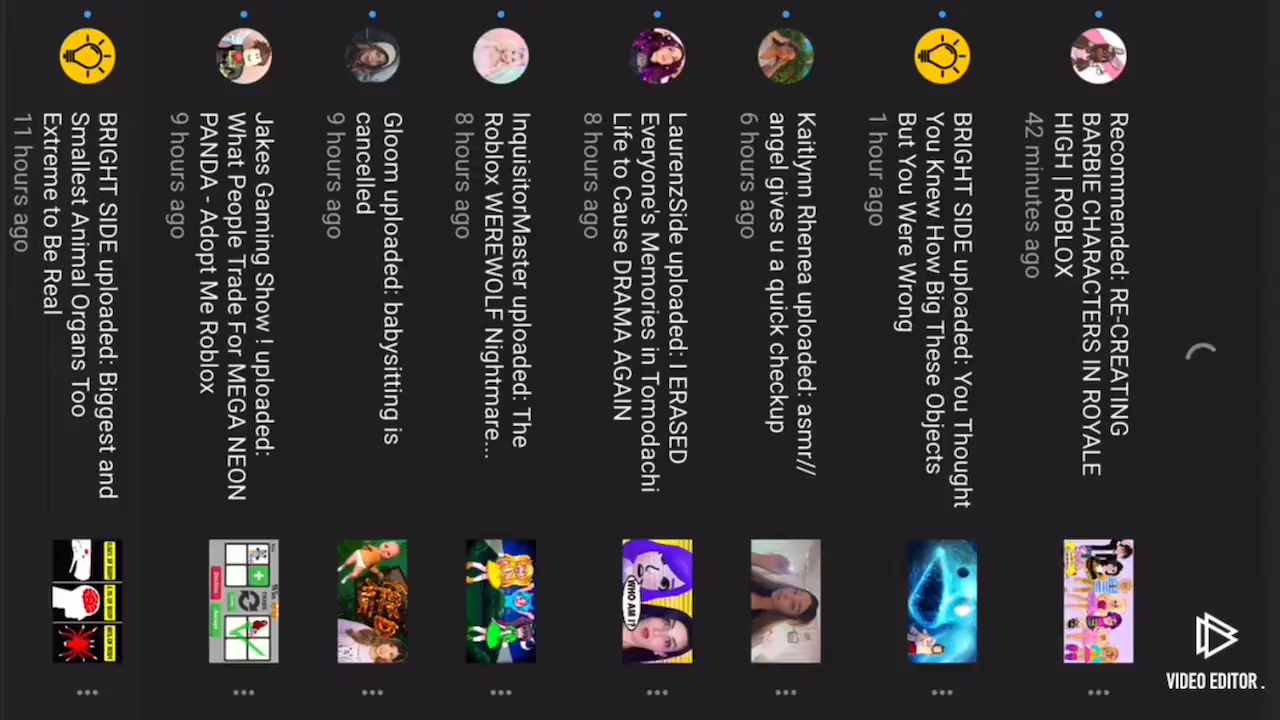 Recommended: RE-CREATING
BARBIE CHARACTERS IN ROYALE
HIGH | ROBLOX
42 minutes ago
BRIGHT SIDE uploaded: You Thought
You Knew How Big These Objects
But You Were Wrong
1 hour ago
Kaitlynn Rhenea uploaded: asmr//
angel gives u a quick checkup
6 hours ago
LaurenzSide uploaded: I ERASED
Everyone's Memories in Tomodachi
Life to Cause DRAMA AGAIN
8 hours ago
WHO AM I?
InquisitorMaster uploaded: The
Roblox WEREWOLF Nightmare...
8 hours ago
Gloom uploaded: babysitting is
cancelled
9 hours ago
Jakes Gaming Show ! uploaded:
What People Trade For MEGA NEON
PANDA - Adopt Me Roblox
9 hours ago
BRIGHT SIDE uploaded: Biggest and
Smallest Animal Organs Too
Extreme to Be Real
11 hours ago
VIDEO EDITOR .